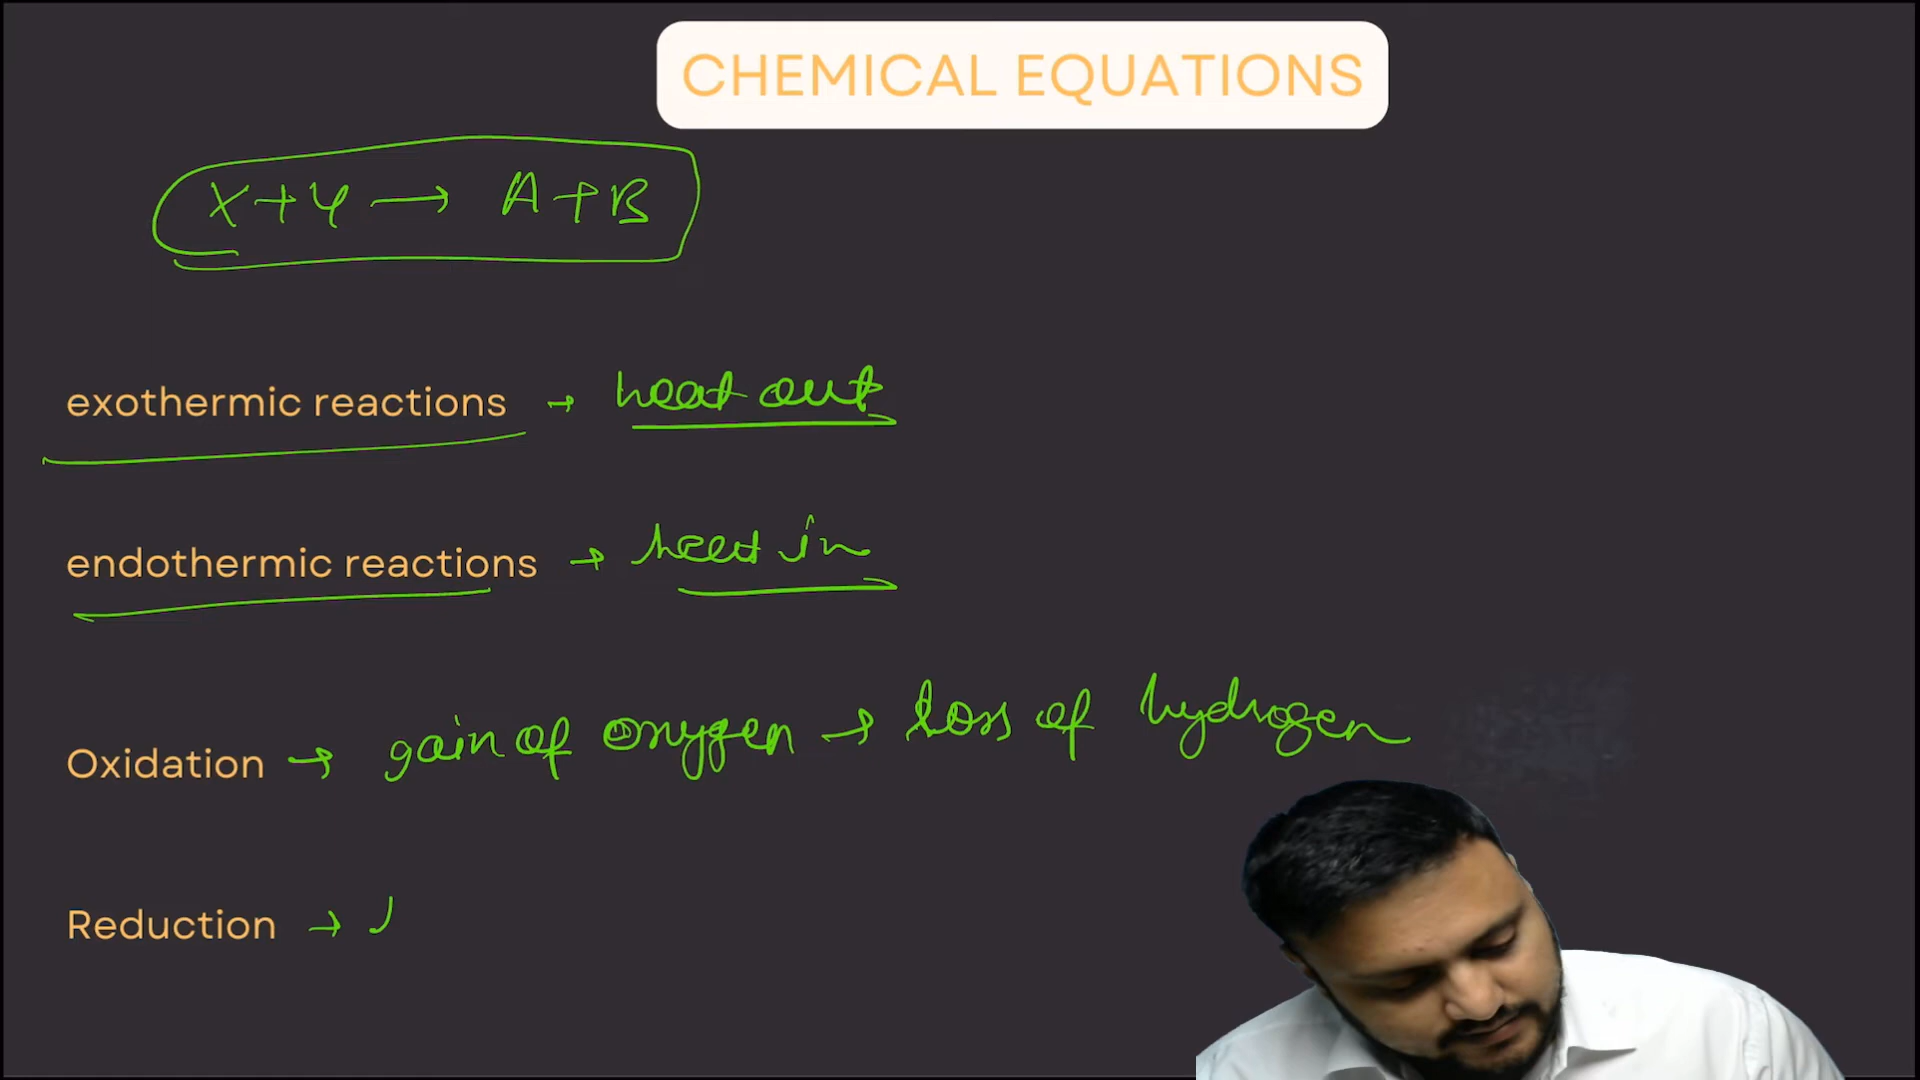 CHEMICAL EQUATIONS
X+Y → A+B
exothermic reactions → heat out
endothermic reactions → heat in
Oxidation → gain of oxygen → loss of hydrogen
Reduction →